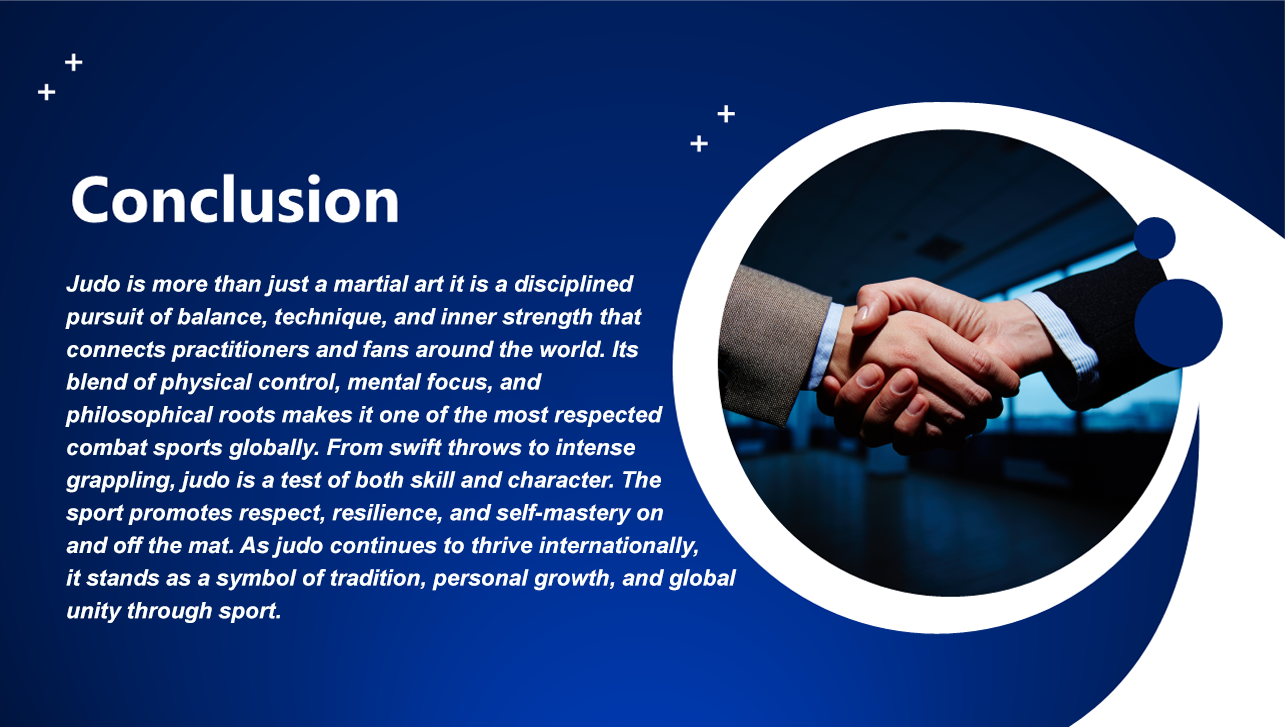 Conclusion
Judo is more than just a martial art it is a disciplined
pursuit of balance, technique, and inner strength that
connects practitioners and fans around the world. Its
blend of physical control, mental focus, and
philosophical roots makes it one of the most respected
combat sports globally. From swift throws to intense
grappling, judo is a test of both skill and character. The
sport promotes respect, resilience, and self-mastery on
and off the mat. As judo continues to thrive internationally,
it stands as a symbol of tradition, personal growth, and global
unity through sport.